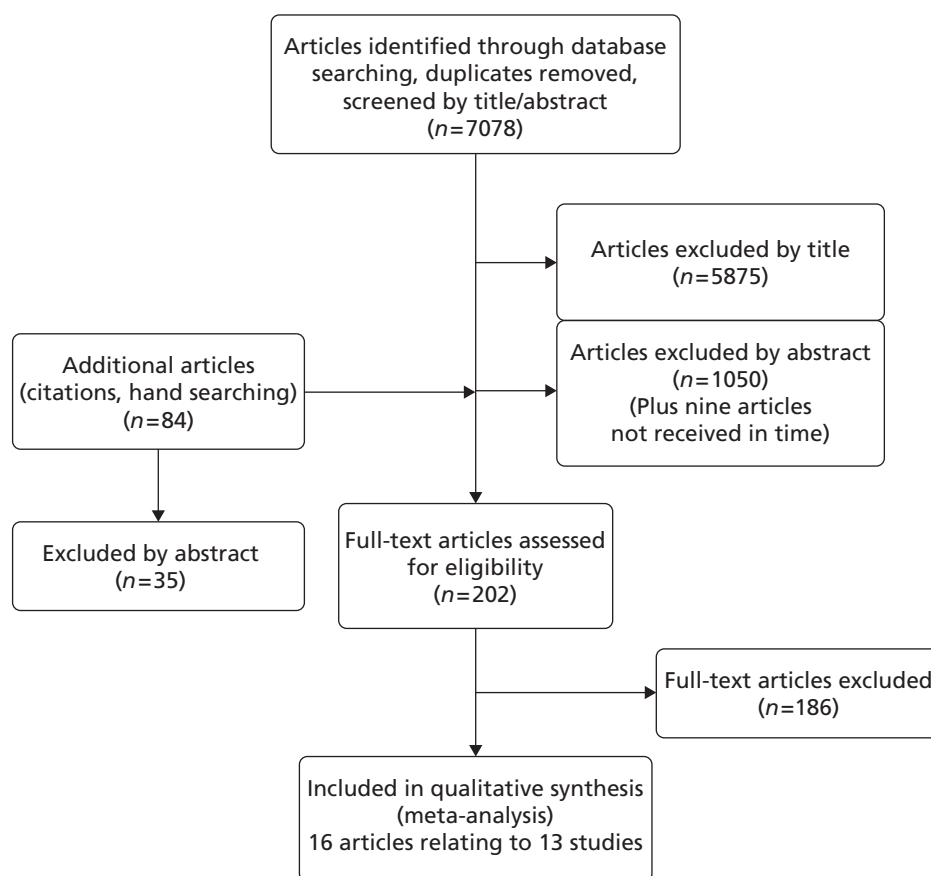 Articles identified through database
searching, duplicates removed,
screened by title/abstract
(n=7078)
Articles excluded by title
(n=5875)
Additional articles
(citations, hand searching)
(n=84)
Articles excluded by abstract
(n=1050)
(Plus nine articles
not received in time)
Excluded by abstract
(n=35)
Full-text articles assessed
for eligibility
(n=202)
Full-text articles excluded
(n=186)
Included in qualitative synthesis
(meta-analysis)
16 articles relating to 13 studies